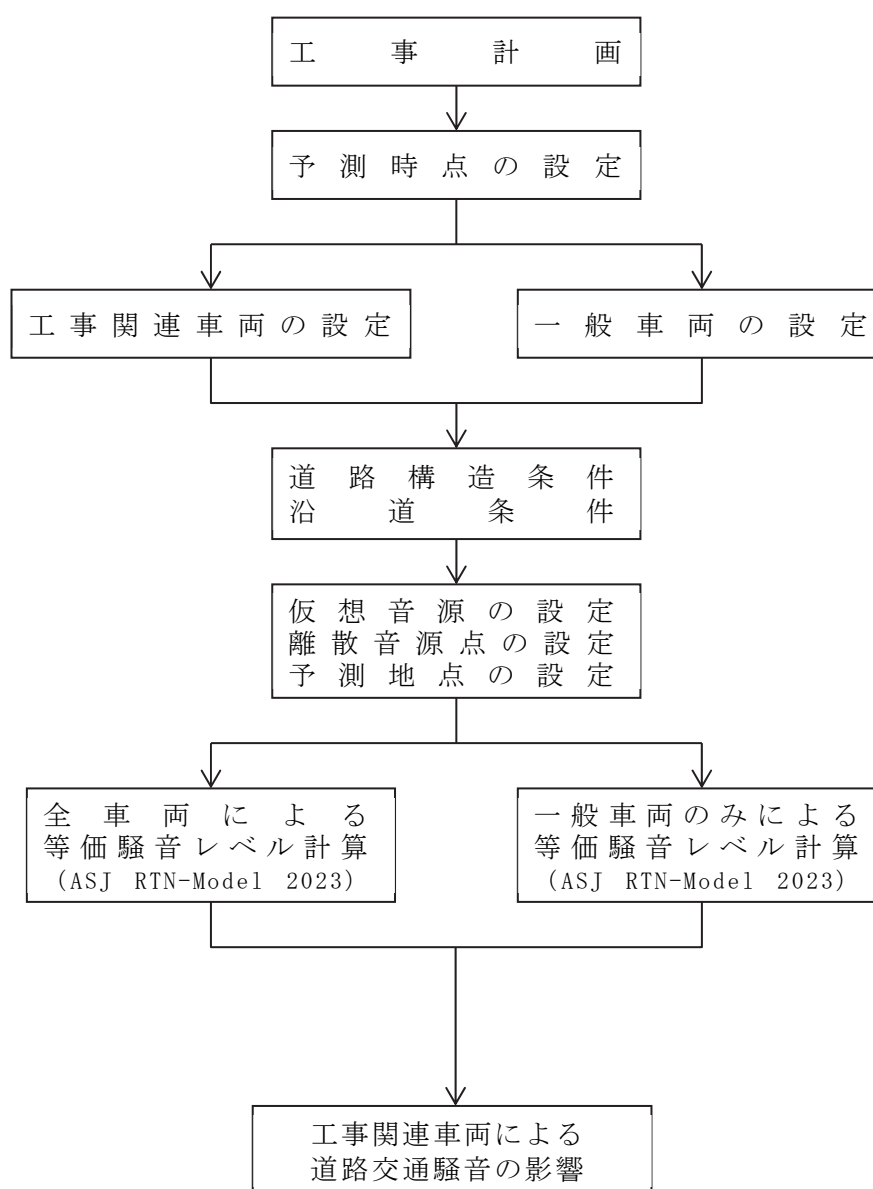 工事計画
予測時点の設定
工事関連車両の設定
一般車両の設定
道路構造条件
沿道条件
仮想音源の設定
離散音源点の設定
予測地点の設定
全車両による
等価騒音レベル計算
(ASJ RTN-Model 2023)
一般車両のみによる
等価騒音レベル計算
(ASJ RTN-Model 2023)
工事関連車両による
道路交通騒音の影響